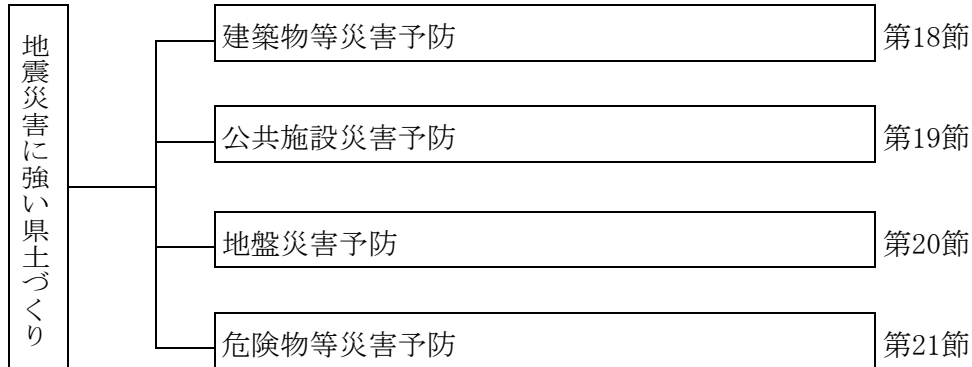 地震災害に強い県土づくり
建築物等災害予防 第18節
公共施設災害予防 第19節
地盤災害予防 第20節
危険物等災害予防 第21節